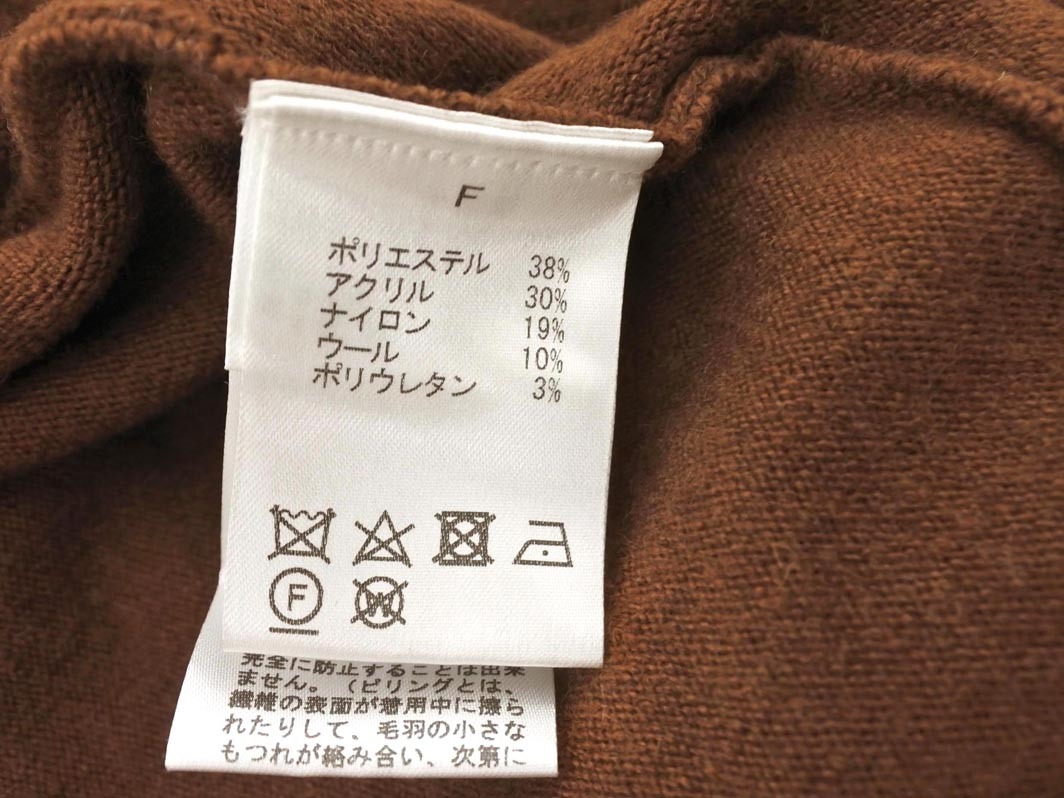 F
ポリエステル 38%
アクリル 30%
ナイロン 19%
ウール 10%
ポリウレタン 3%
F
W
完全に防止することは出来
ません。（ピリングとは、
繊維の表面が着用中に擦ら
れたりして、毛羽の小さな
もつれが絡み合い、次第に